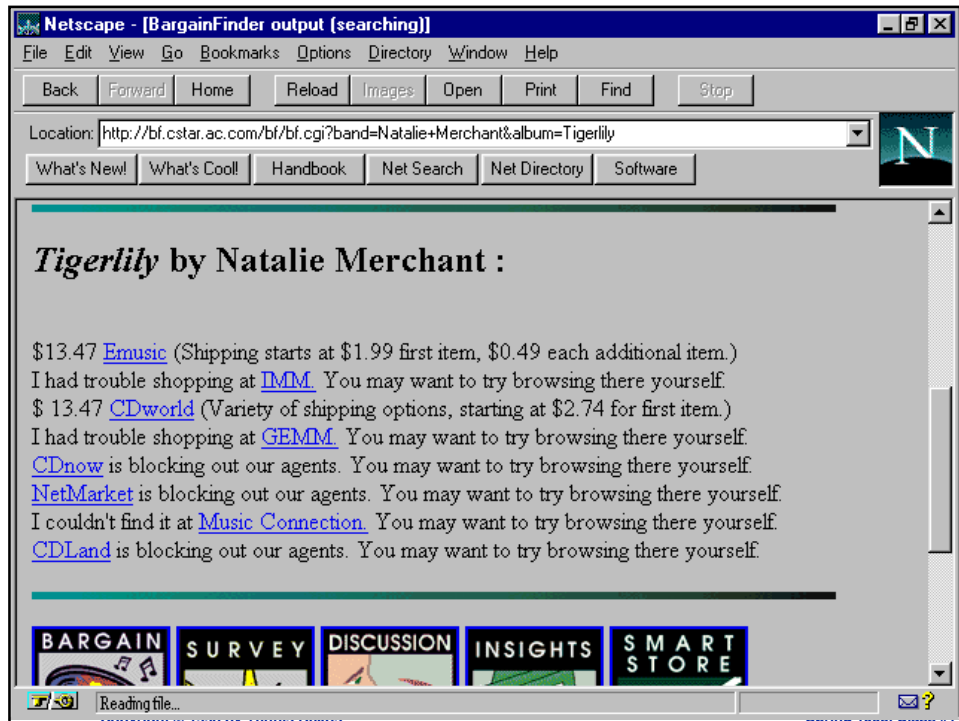 Netscape - [BargainFinder output (searching)]
File Edit View Go Bookmarks Options Directory Window Help
Back Forward Home Reload Images Open Print Find Stop
Location: http://bf.cstar.ac.com/bf/bf.cgi?band=Natalie+Merchant&album=Tigerlily
N
What's New! What's Cool! Handbook Net Search Net Directory Software
Tigerlily by Natalie Merchant :
$13.47 Emusic (Shipping starts at $1.99 first item, $0.49 each additional item.)
I had trouble shopping at IMM. You may want to try browsing there yourself.
$ 13.47 CDworld (Variety of shipping options, starting at $2.74 for first item.)
I had trouble shopping at GEMM. You may want to try browsing there yourself.
CDnow is blocking out our agents. You may want to try browsing there yourself.
NetMarket is blocking out our agents. You may want to try browsing there yourself.
I couldn't find it at Music Connection. You may want to try browsing there yourself.
CDLand is blocking out our agents. You may want to try browsing there yourself.
BARGAIN SURVEY DISCUSSION INSIGHTS SMART STORE
Reading file...